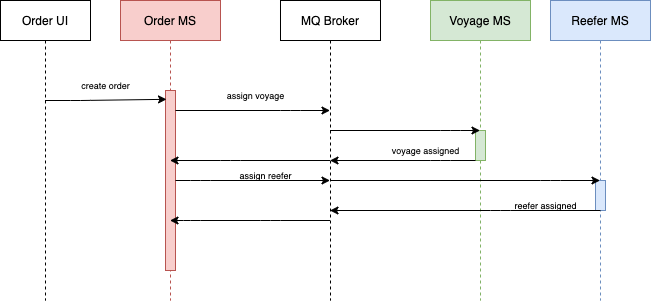 Order UI
Order MS
MQ Broker
Voyage MS
Reefer MS
create order
assign voyage
voyage assigned
assign reefer
reefer assigned